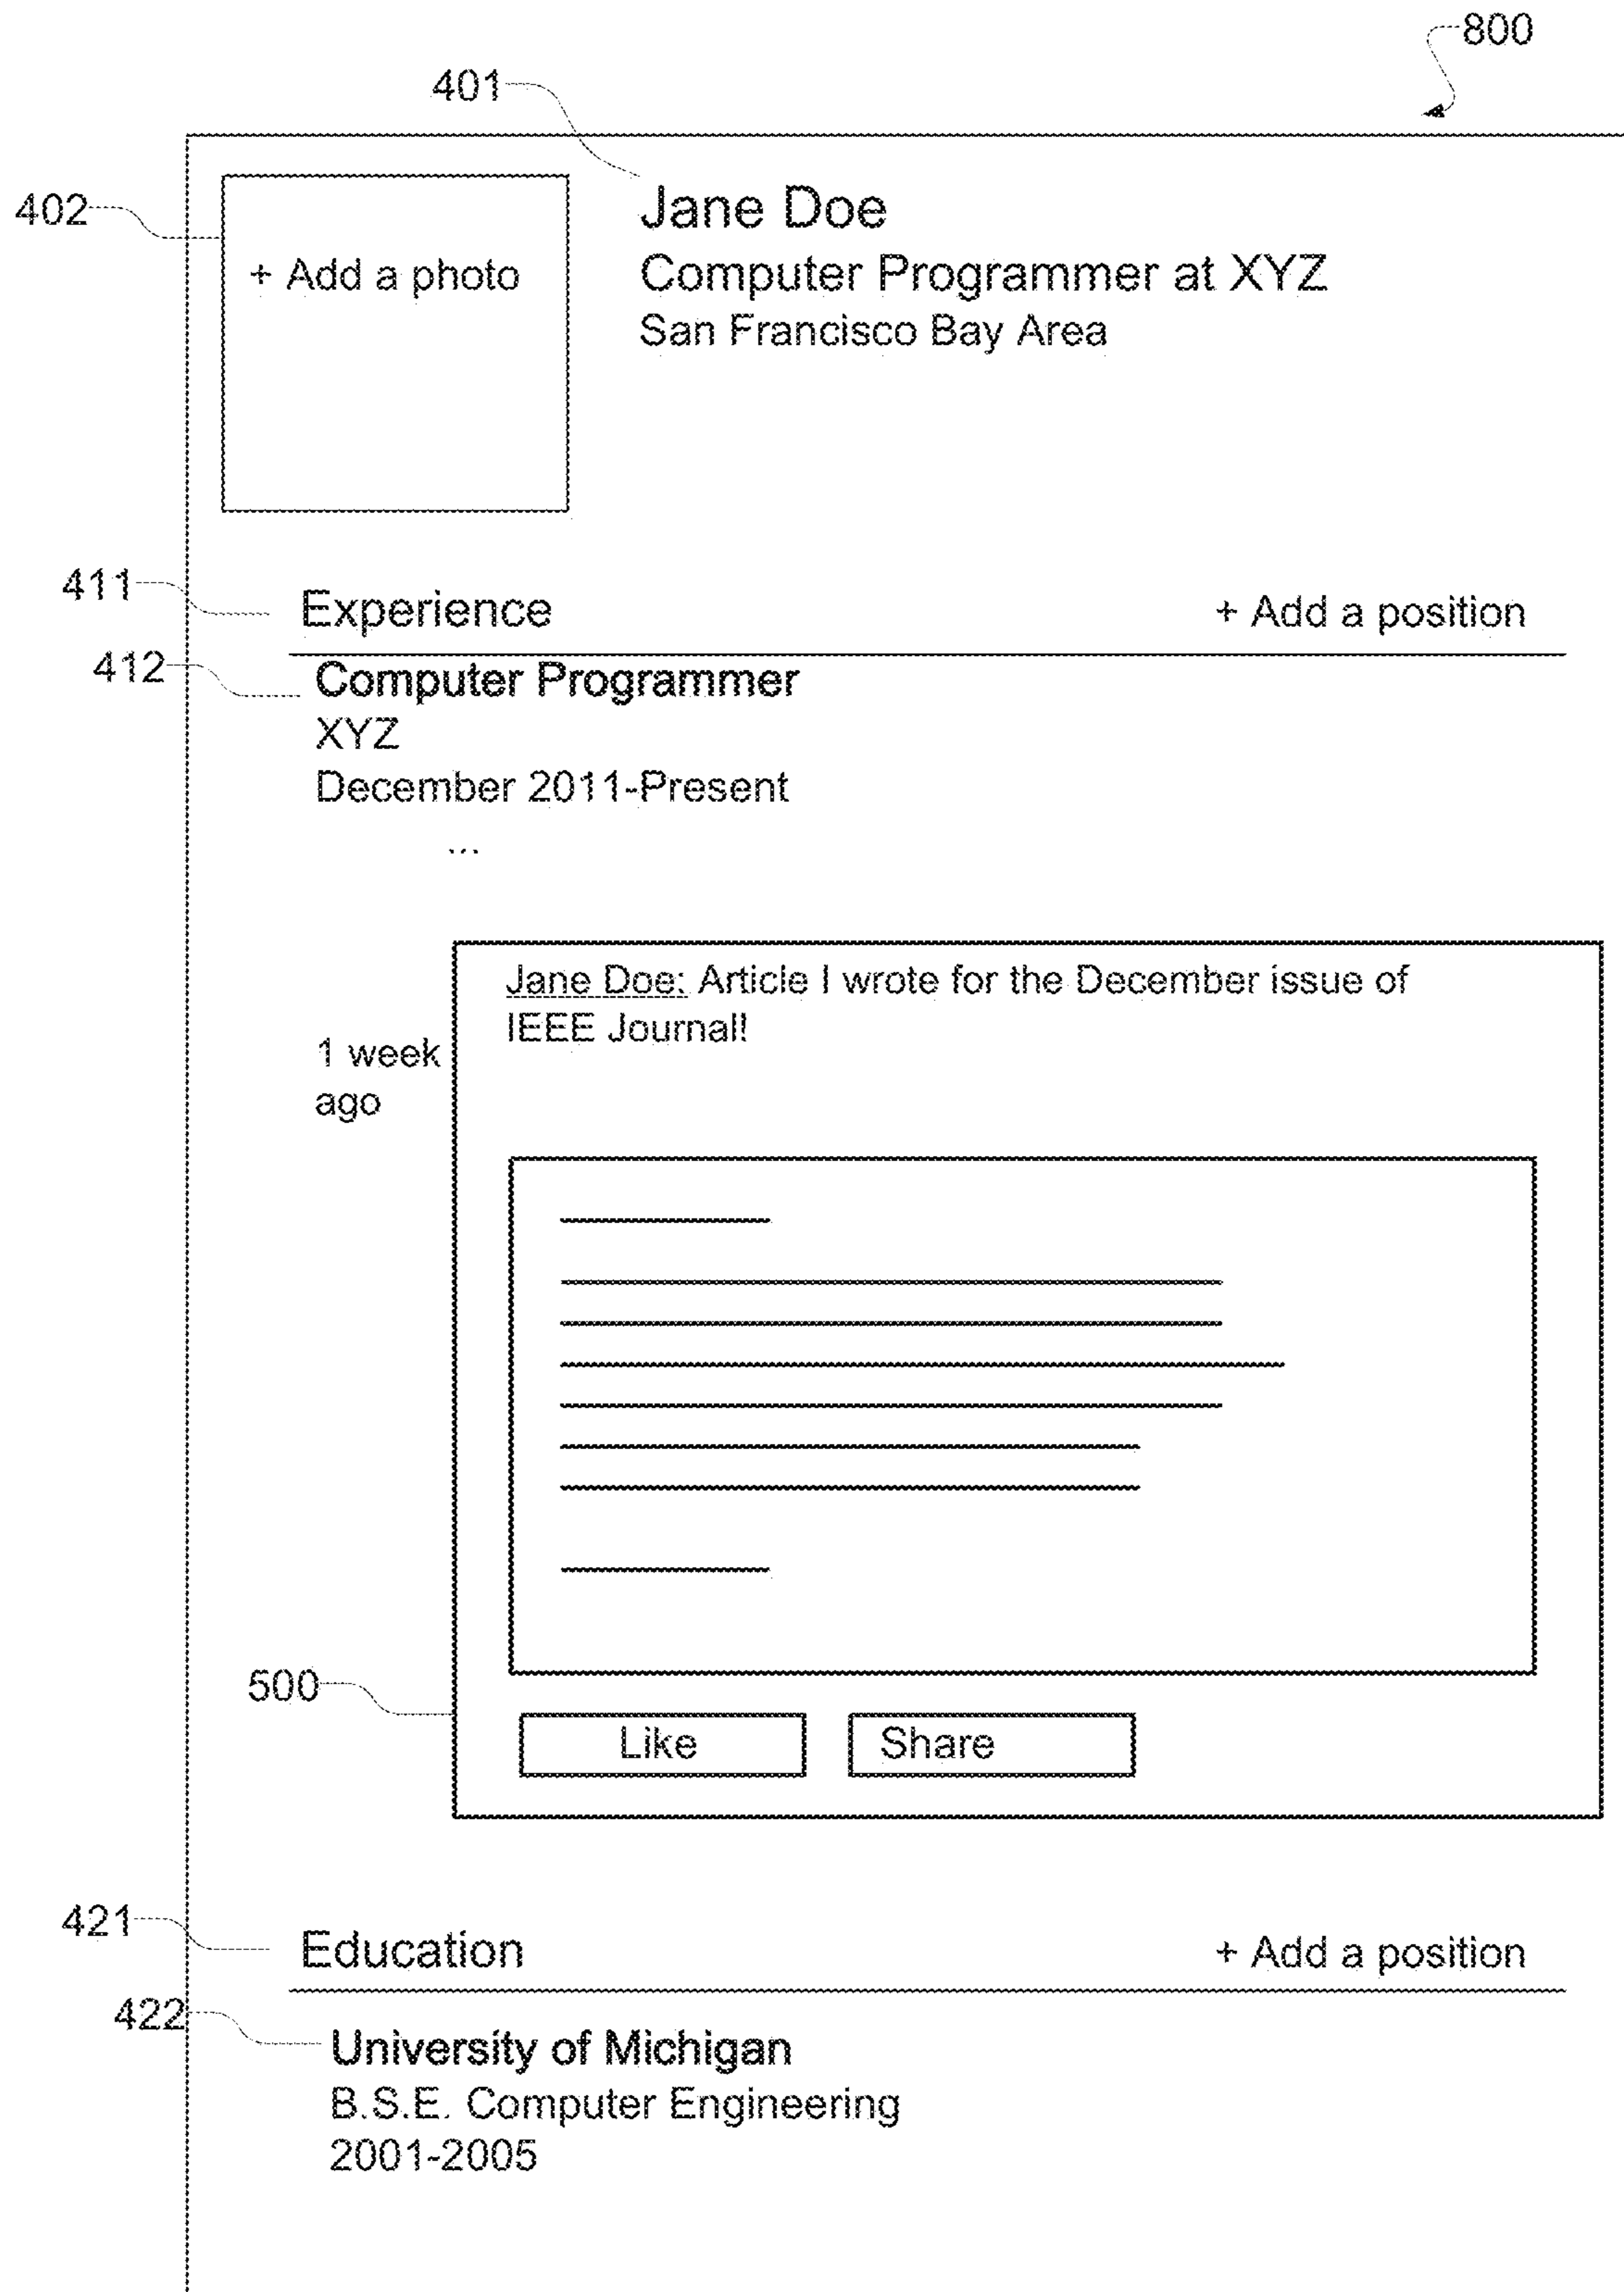 800
401
402
+ Add a photo
Jane Doe
Computer Programmer at XYZ
San Francisco Bay Area
411
Experience
+ Add a position
412
Computer Programmer
XYZ
December 2011-Present
...
Jane Doe: Article I wrote for the December issue of
IEEE Journal!
1 week
ago
500
Like
Share
421
Education
+ Add a position
422
University of Michigan
B.S.E. Computer Engineering
2001-2005